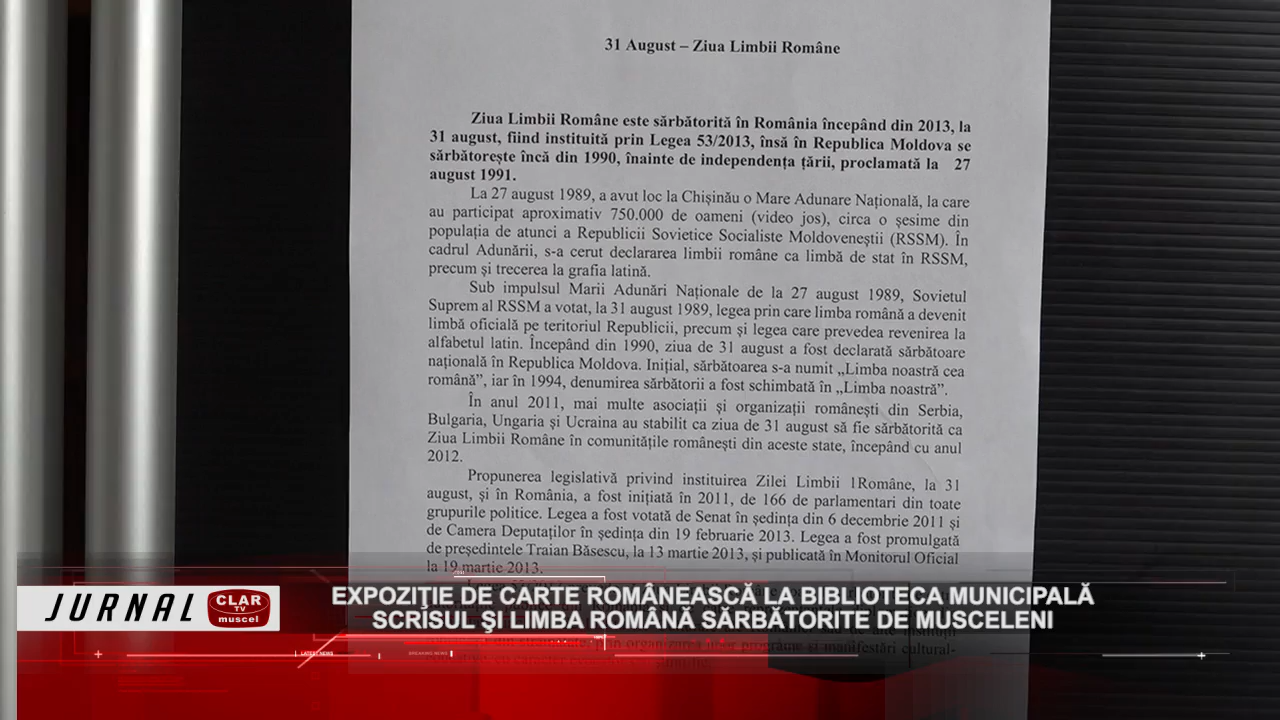 31 August – Ziua Limbii Române
Ziua Limbii Române este sărbătorită în România începând din 2013, la
31 august, fiind instituită prin Legea 53/2013, însă în Republica Moldova se
sărbătorește încă din 1990, înainte de independența țării, proclamată la 27
august 1991.
La 27 august 1989, a avut loc la Chișinău o Mare Adunare Națională, la care
au participat aproximativ 750.000 de oameni (video jos), circa o șesime din
populația de atunci a Republicii Sovietice Socialiste Moldoveneștii (RSSM). În
cadrul Adunării, s-a cerut declararea limbii române ca limbă de stat în RSSM,
precum și trecerea la grafia latină.
Sub impulsul Marii Adunări Naționale de la 27 august 1989, Sovietul
Suprem al RSSM a votat, la 31 august 1989, legea prin care limba română a devenit
limbă oficială pe teritoriul Republicii, precum și legea care prevedea revenirea la
alfabetul latin. Începând din 1990, ziua de 31 august a fost declarată sărbătoare
națională în Republica Moldova. Inițial, sărbătoarea s-a numit „Limba noastră cea
română”, iar în 1994, denumirea sărbătorii a fost schimbată în „Limba noastră”.
În anul 2011, mai multe asociații și organizații românești din Serbia,
Bulgaria, Ungaria și Ucraina au stabilit ca ziua de 31 august să fie sărbătorită ca
Ziua Limbii Române în comunitățile românești din aceste state, începând cu anul
2012.
Propunerea legislativă privind instituirea Zilei Limbii 1Române, la 31
august, și în România, a fost inițiată în 2011, de 166 de parlamentari din toate
grupurile politice. Legea a fost votată de Senat în ședința din 6 decembrie 2011 și
de Camera Deputaților în ședința din 19 februarie 2013. Legea a fost promulgată
de președintele Traian Băsescu, la 13 martie 2013, și publicată în Monitorul Oficial
la 19 martie 2013.
JURNAL CLAR TV muscel
EXPOZIŢIE DE CARTE ROMÂNEASCĂ LA BIBLIOTECA MUNICIPALĂ
SCRISUL ŞI LIMBA ROMÂNĂ SĂRBĂTORITE DE MUSCELENI
prin organizarea unor programe și manifestări cultural-
LATEST NEWS
BREAKING NEWS